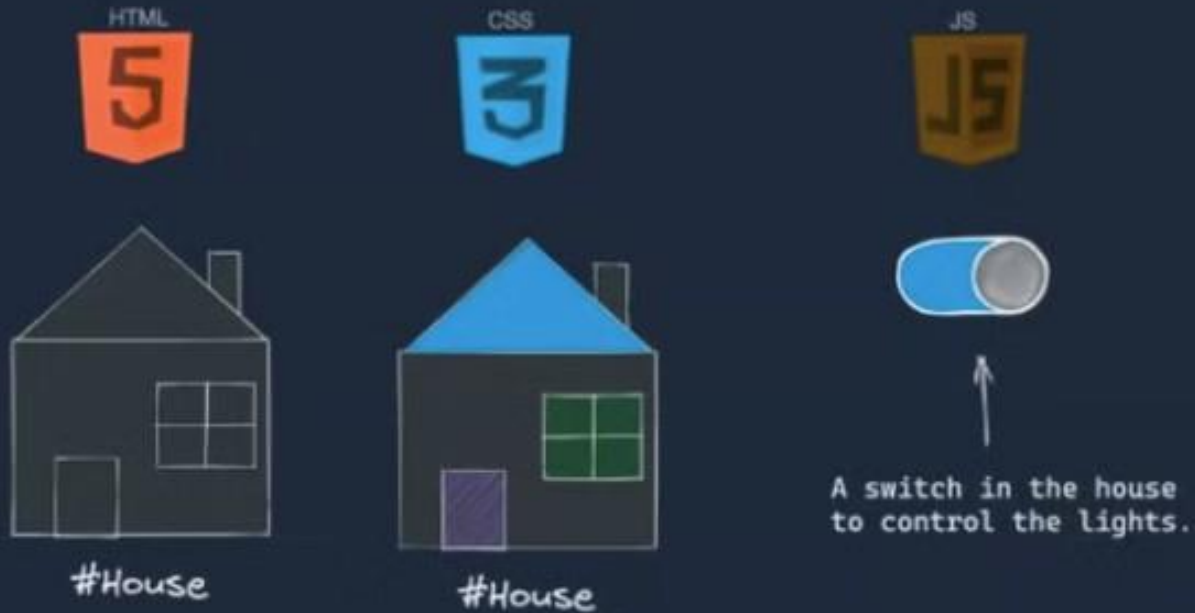 HTML
CSS
JS
5
3
JS
#House
#House
A switch in the house
to control the lights.